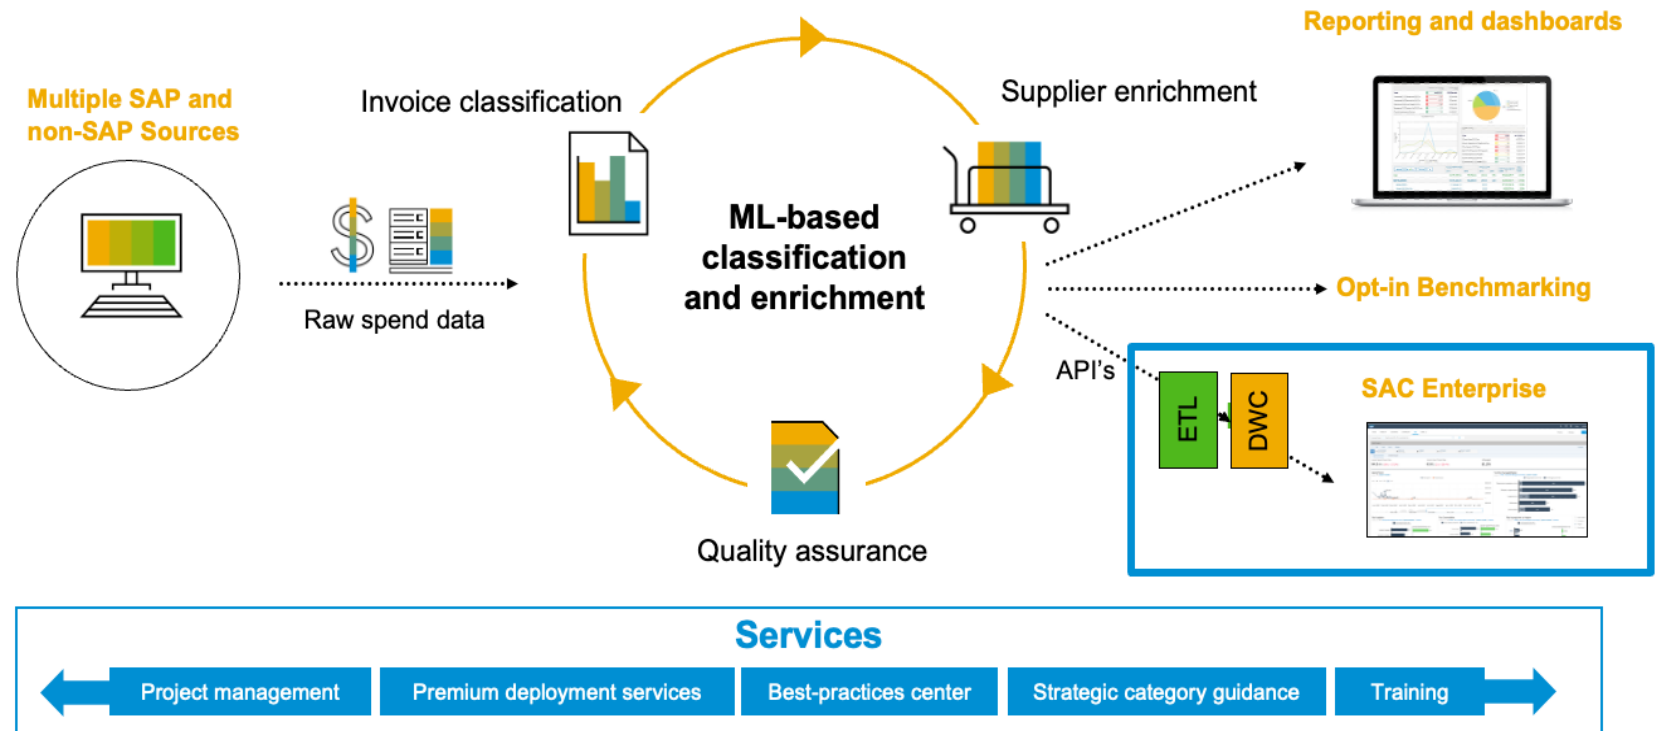 Reporting and dashboards
Multiple SAP and
non-SAP Sources
Invoice classification
Supplier enrichment
ML-based
classification
and enrichment
Raw spend data
Opt-in Benchmarking
API's
ETL
DWC
SAC Enterprise
Quality assurance
Services
Project management
Premium deployment services
Best-practices center
Strategic category guidance
Training